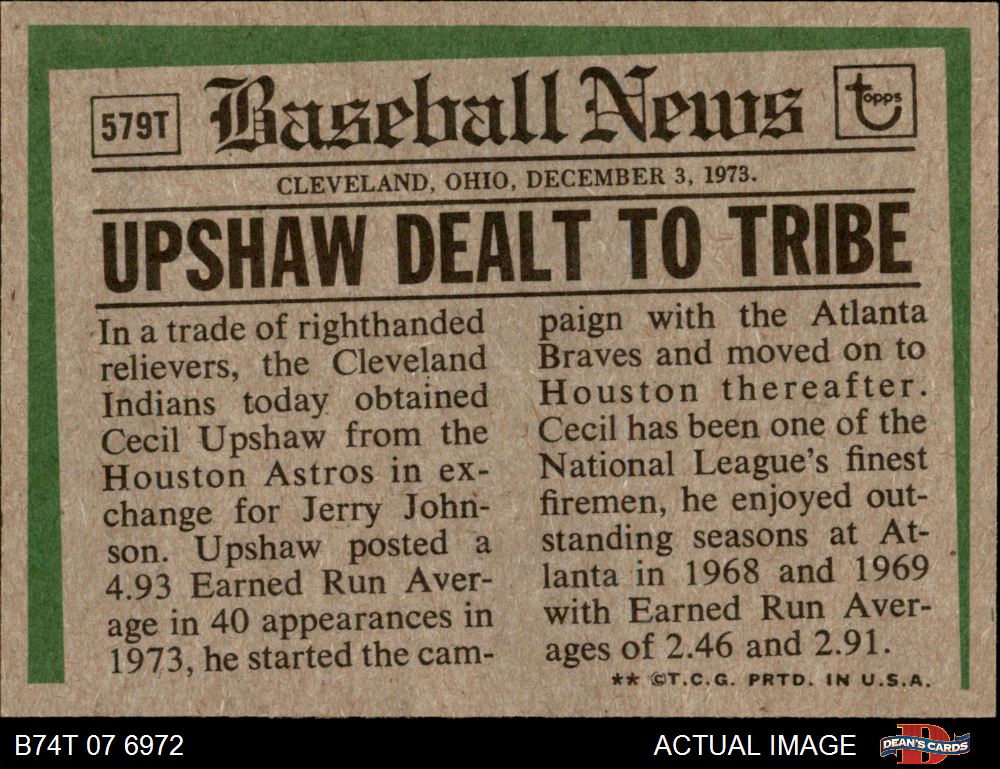 579T Baseball News Topps
CLEVELAND, OHIO, DECEMBER 3, 1973.
UPSHAW DEALT TO TRIBE
In a trade of righthanded
relievers, the Cleveland
Indians today obtained
Cecil Upshaw from the
Houston Astros in ex-
change for Jerry John-
son. Upshaw posted a
4.93 Earned Run Aver-
age in 40 appearances in
1973, he started the cam-
paign with the Atlanta
Braves and moved on to
Houston thereafter.
Cecil has been one of the
National League's finest
firemen, he enjoyed out-
standing seasons at At-
lanta in 1968 and 1969
with Earned Run Aver-
ages of 2.46 and 2.91.
** ©T.C.G. PRTD. IN U.S.A.
B74T 07 6972 ACTUAL IMAGE DEAN'S CARDS